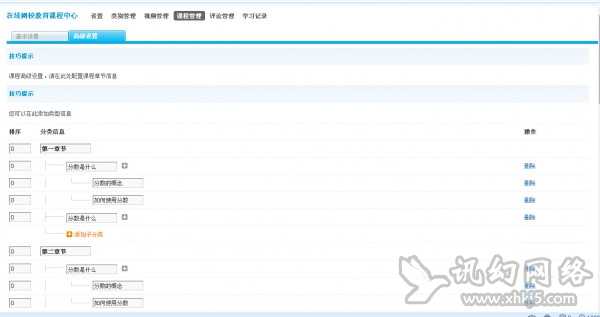 在线网校教育课程中心 设置 类别管理 视频管理 课程管理 评论管理 学习记录
基本设置 高级设置
技巧提示
课程高级设置，请在此处配置课程章节信息
技巧提示
您可以在此添加类型信息
排序 分类信息 操作
0 第一章节
0 分数是什么 删除
0 分数的概念 删除
0 如何使用分数 删除
0 分数是什么 删除
添加子分类
0 第二章节
0 分数是什么 删除
0 分数的概念 删除
0 如何使用分数 删除
讯幻网络
www.xhkj5.com